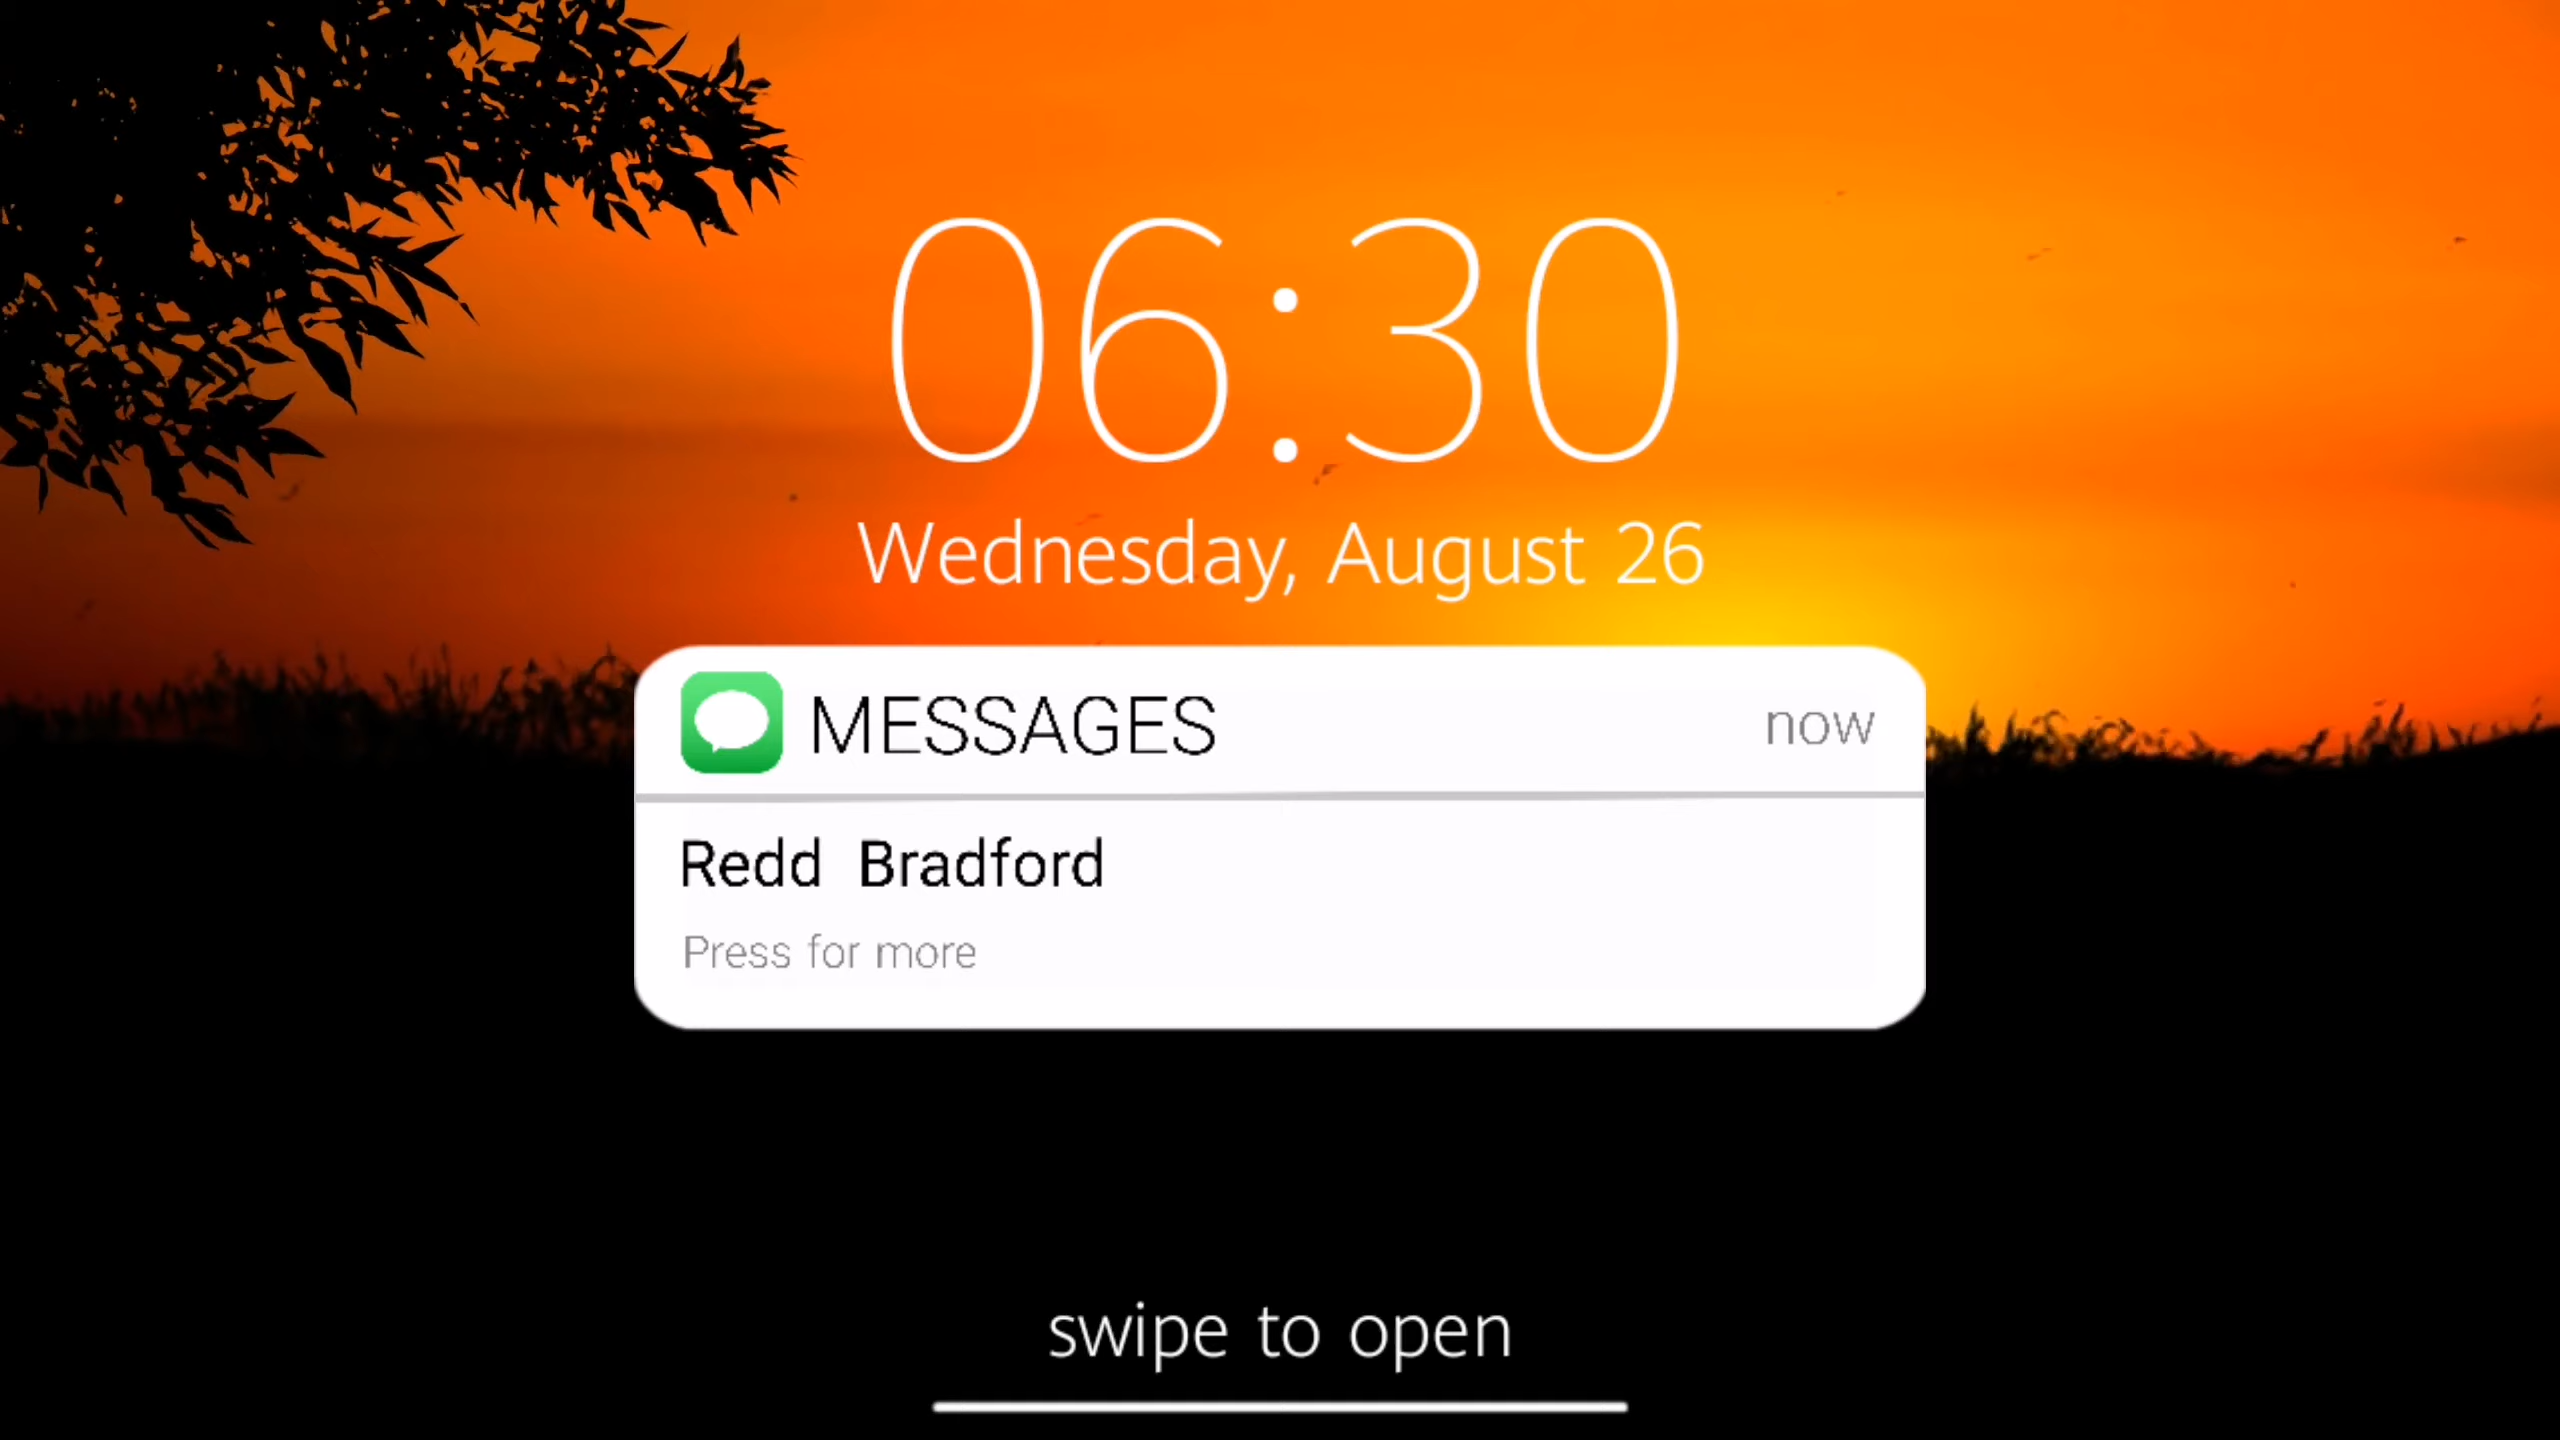 06:30
Wednesday, August 26
MESSAGES now
Redd Bradford
Press for more
swipe to open